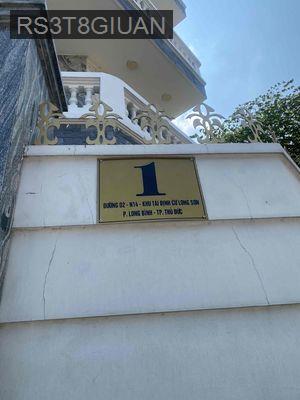 RS3T8GIUAN
1
ĐƯỜNG D2 - N14 - KHU TÁI ĐỊNH CƯ LONG SƠN
P. LONG BÌNH - TP. THỦ ĐỨC